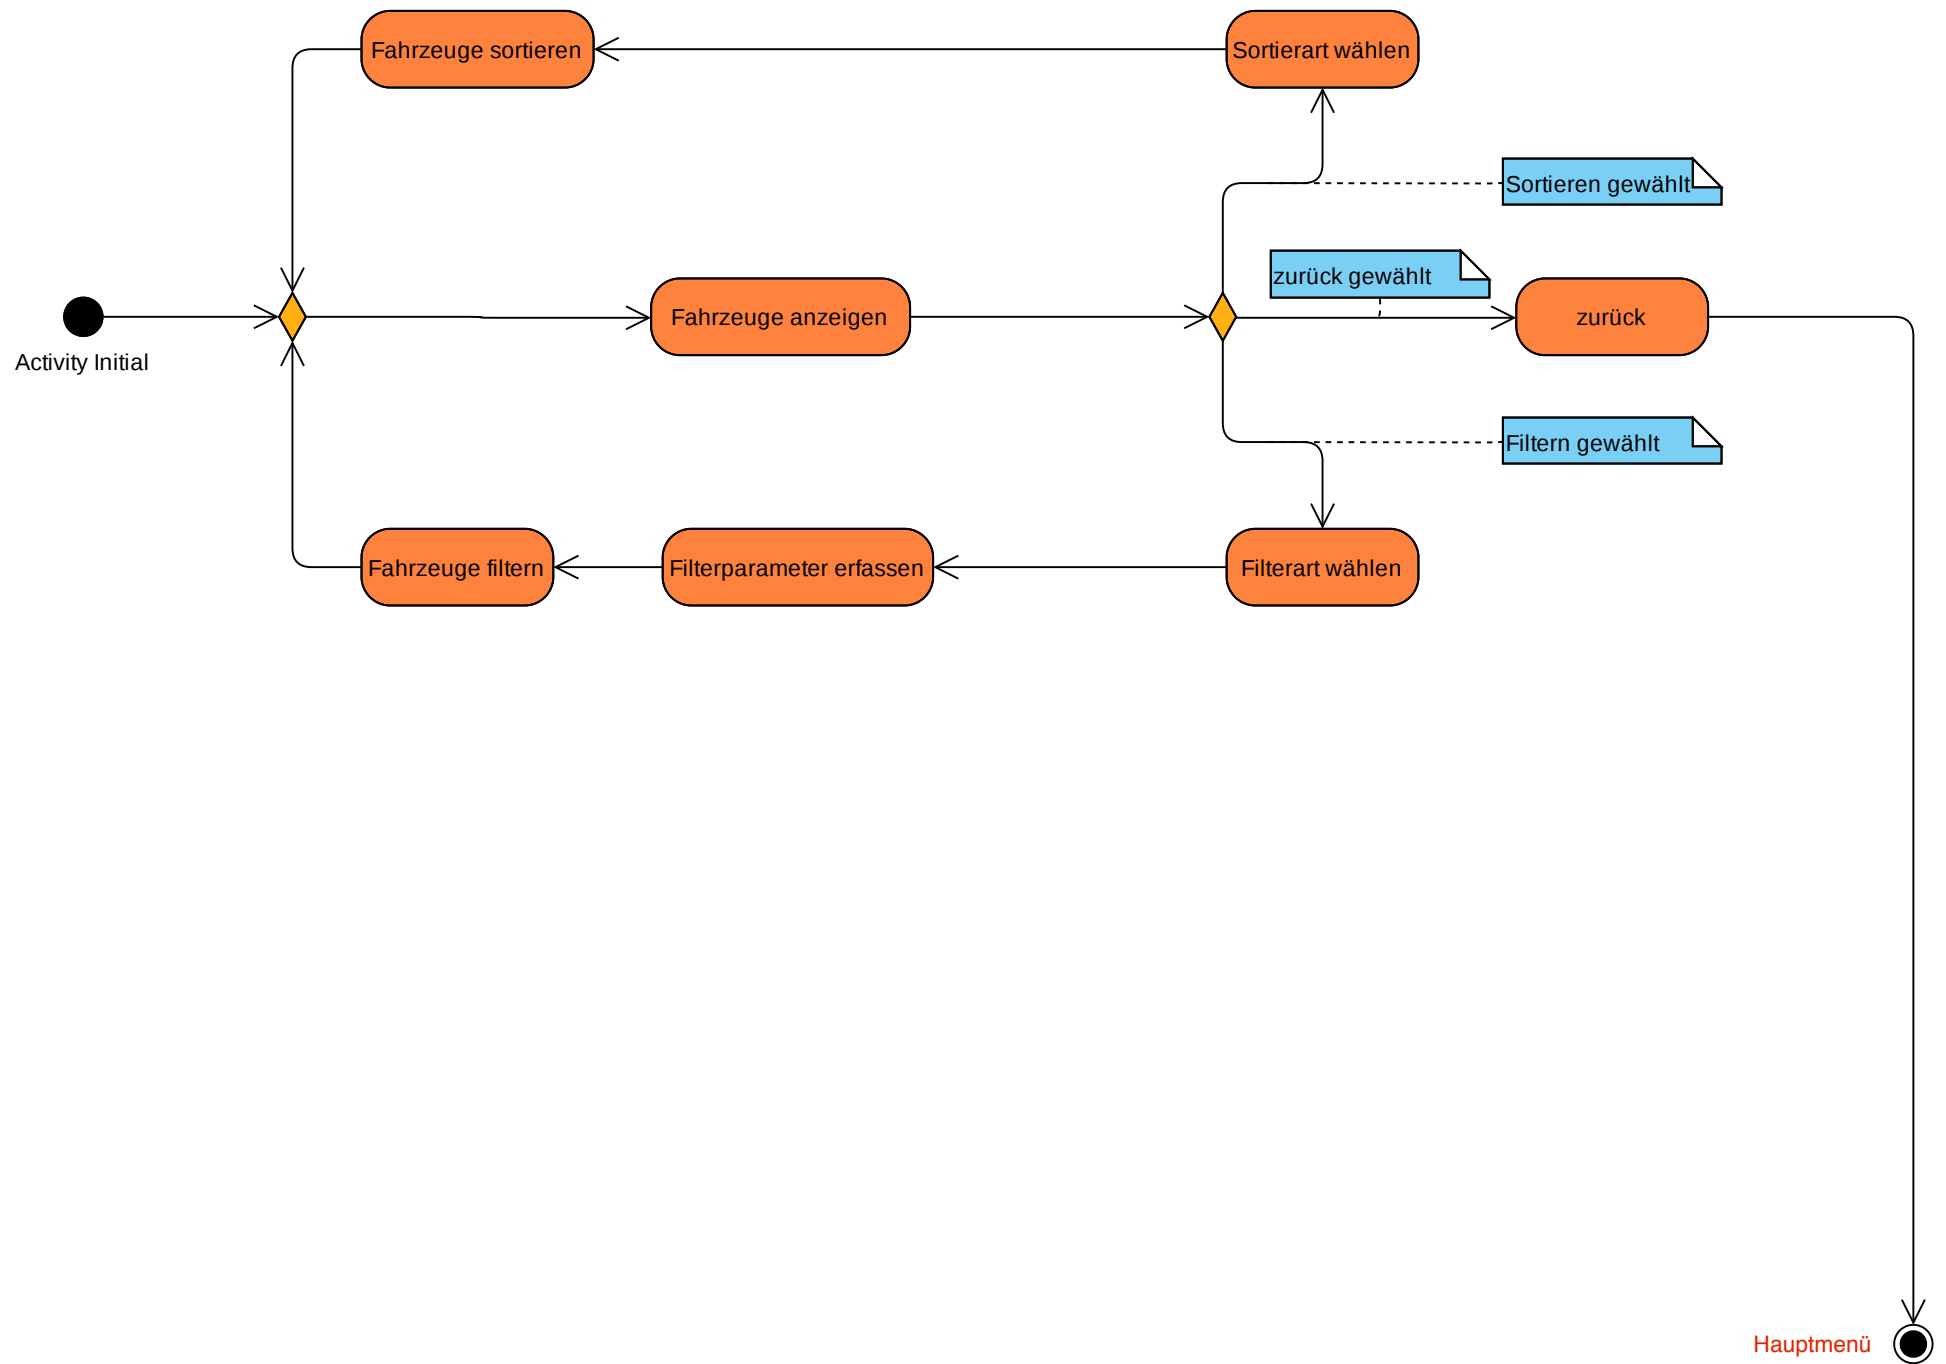 Fahrzeuge sortieren
Sortierart wählen
Sortieren gewählt
zurück gewählt
Fahrzeuge anzeigen
zurück
Activity Initial
Filtern gewählt
Fahrzeuge filtern
Filterparameter erfassen
Filterart wählen
Hauptmenü